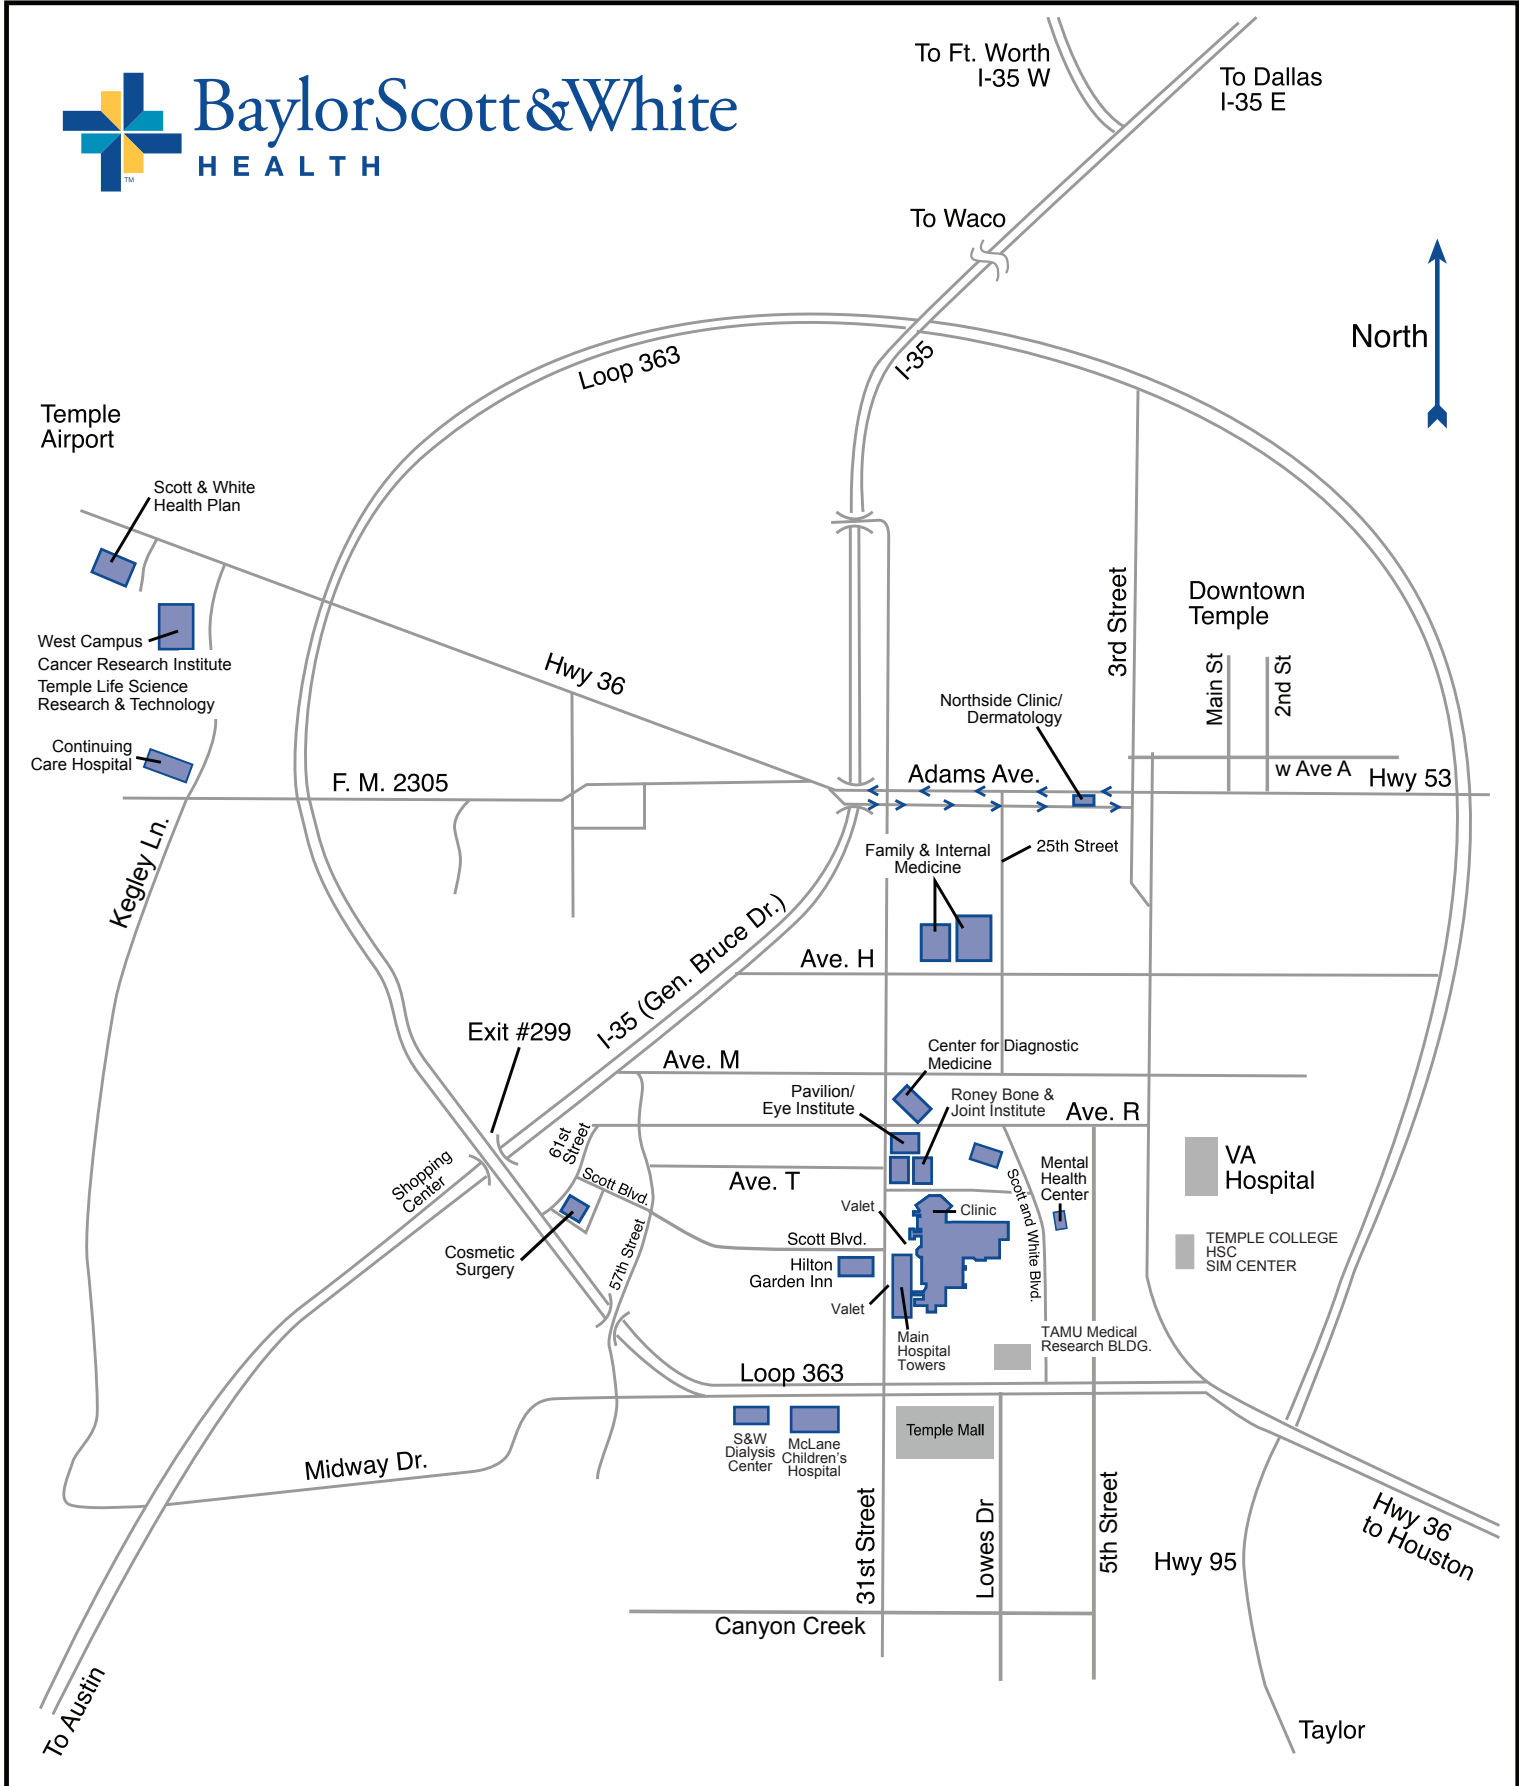 To Ft. Worth
I-35 W
To Dallas
I-35 E
BaylorScott&White
HEALTH
TM
To Waco
North
I-35
Loop 363
Temple
Airport
Scott & White
Health Plan
3rd Street
Downtown
Temple
West Campus
Cancer Research Institute
Temple Life Science
Research & Technology
Hwy 36
Main St
2nd St
Northside Clinic/
Dermatology
Continuing
Care Hospital
F. M. 2305
Adams Ave.
w Ave A
Hwy 53
Kegley Ln.
Family & Internal
Medicine
25th Street
I-35 (Gen. Bruce Dr.)
Ave. H
Exit #299
Ave. M
Center for Diagnostic
Medicine
Pavilion/
Eye Institute
Roney Bone &
Joint Institute
Ave. R
61st
Street
Shopping
Center
Scott Blvd.
Ave. T
Mental
Health
Center
VA
Hospital
Valet
Clinic
Scott and White Blvd.
Cosmetic
Surgery
57th Street
Scott Blvd.
Hilton
Garden Inn
TEMPLE COLLEGE
HSC
SIM CENTER
Valet
Main
Hospital
Towers
TAMU Medical
Research BLDG.
Loop 363
S&W
Dialysis
Center
McLane
Children's
Hospital
Temple Mall
Midway Dr.
31st Street
Lowes Dr
5th Street
Hwy 36
to Houston
Hwy 95
Canyon Creek
To Austin
Taylor